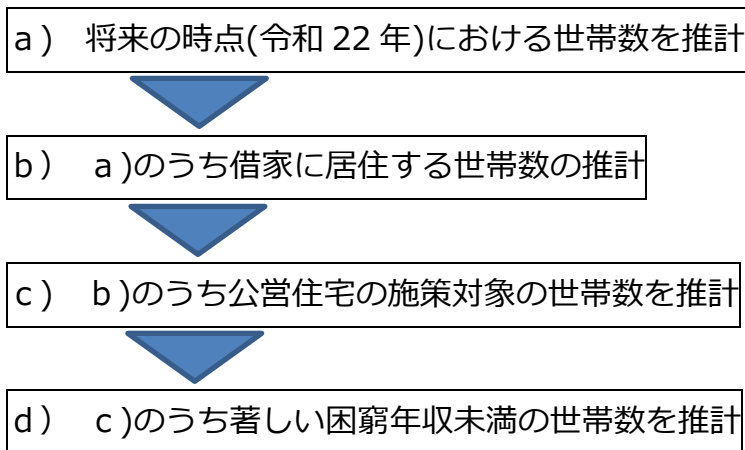 a) 将来の時点(令和 22 年)における世帯数を推計
b) a)のうち借家に居住する世帯数の推計
c) b)のうち公営住宅の施策対象の世帯数を推計
d) c)のうち著しい困窮年収未満の世帯数を推計